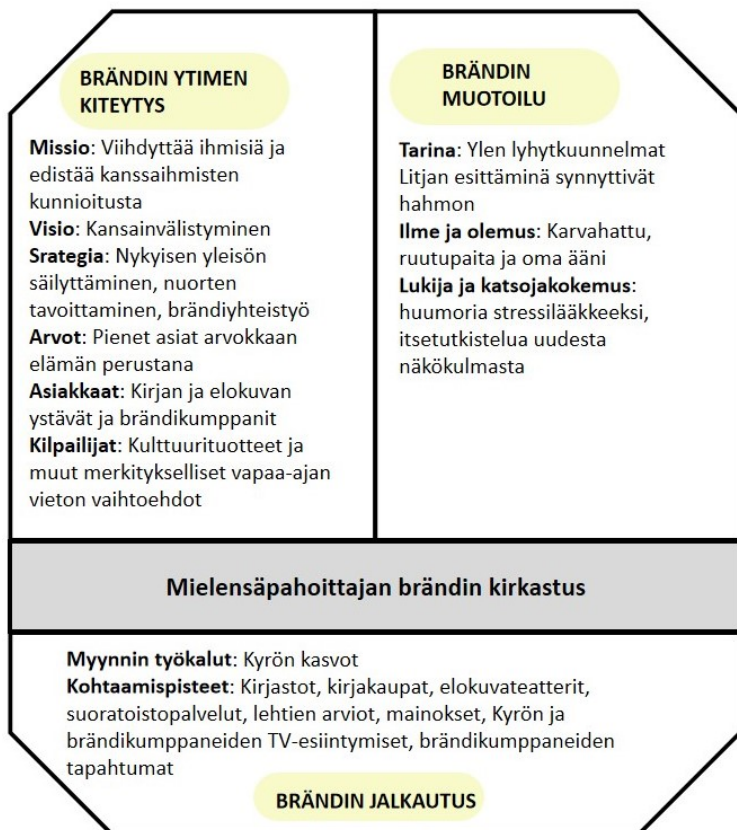 BRÄNDIN YTIMEN
KITEYTYS
Missio: Viihdyttää ihmisiä ja
edistää kanssaihmisten
kunnioitusta
Visio: Kansainvälistyminen
Srategia: Nykyisen yleisön
säilyttäminen, nuorten
tavoittaminen, brändiyhteistyö
Arvot: Pienet asiat arvokkaan
elämän perustana
Asiakkaat: Kirjan ja elokuvan
ystävät ja brändikumppanit
Kilpailijat: Kulttuurituotteet ja
muut merkitykselliset vapaa-ajan
vieton vaihtoehdot
BRÄNDIN
MUOTOILU
Tarina: Ylen lyhytkuunnelmat
Litjan esittäminä synnyttivät
hahmon
Ilme ja olemus: Karvahattu,
ruutupaita ja oma ääni
Lukija ja katsojakokemus:
huumoria stressilääkkeeksi,
itsetutkistelua uudesta
näkökulmasta
Mielensäpahoittajan brändin kirkastus
Myynnin työkalut: Kyrön kasvot
Kohtaamispisteet: Kirjastot, kirjakaupat, elokuvateatterit,
suoratoistopalvelut, lehtien arviot, mainokset, Kyrön ja
brändikumppaneiden TV-esiintymiset, brändikumppaneiden
tapahtumat
BRÄNDIN JALKAUTUS